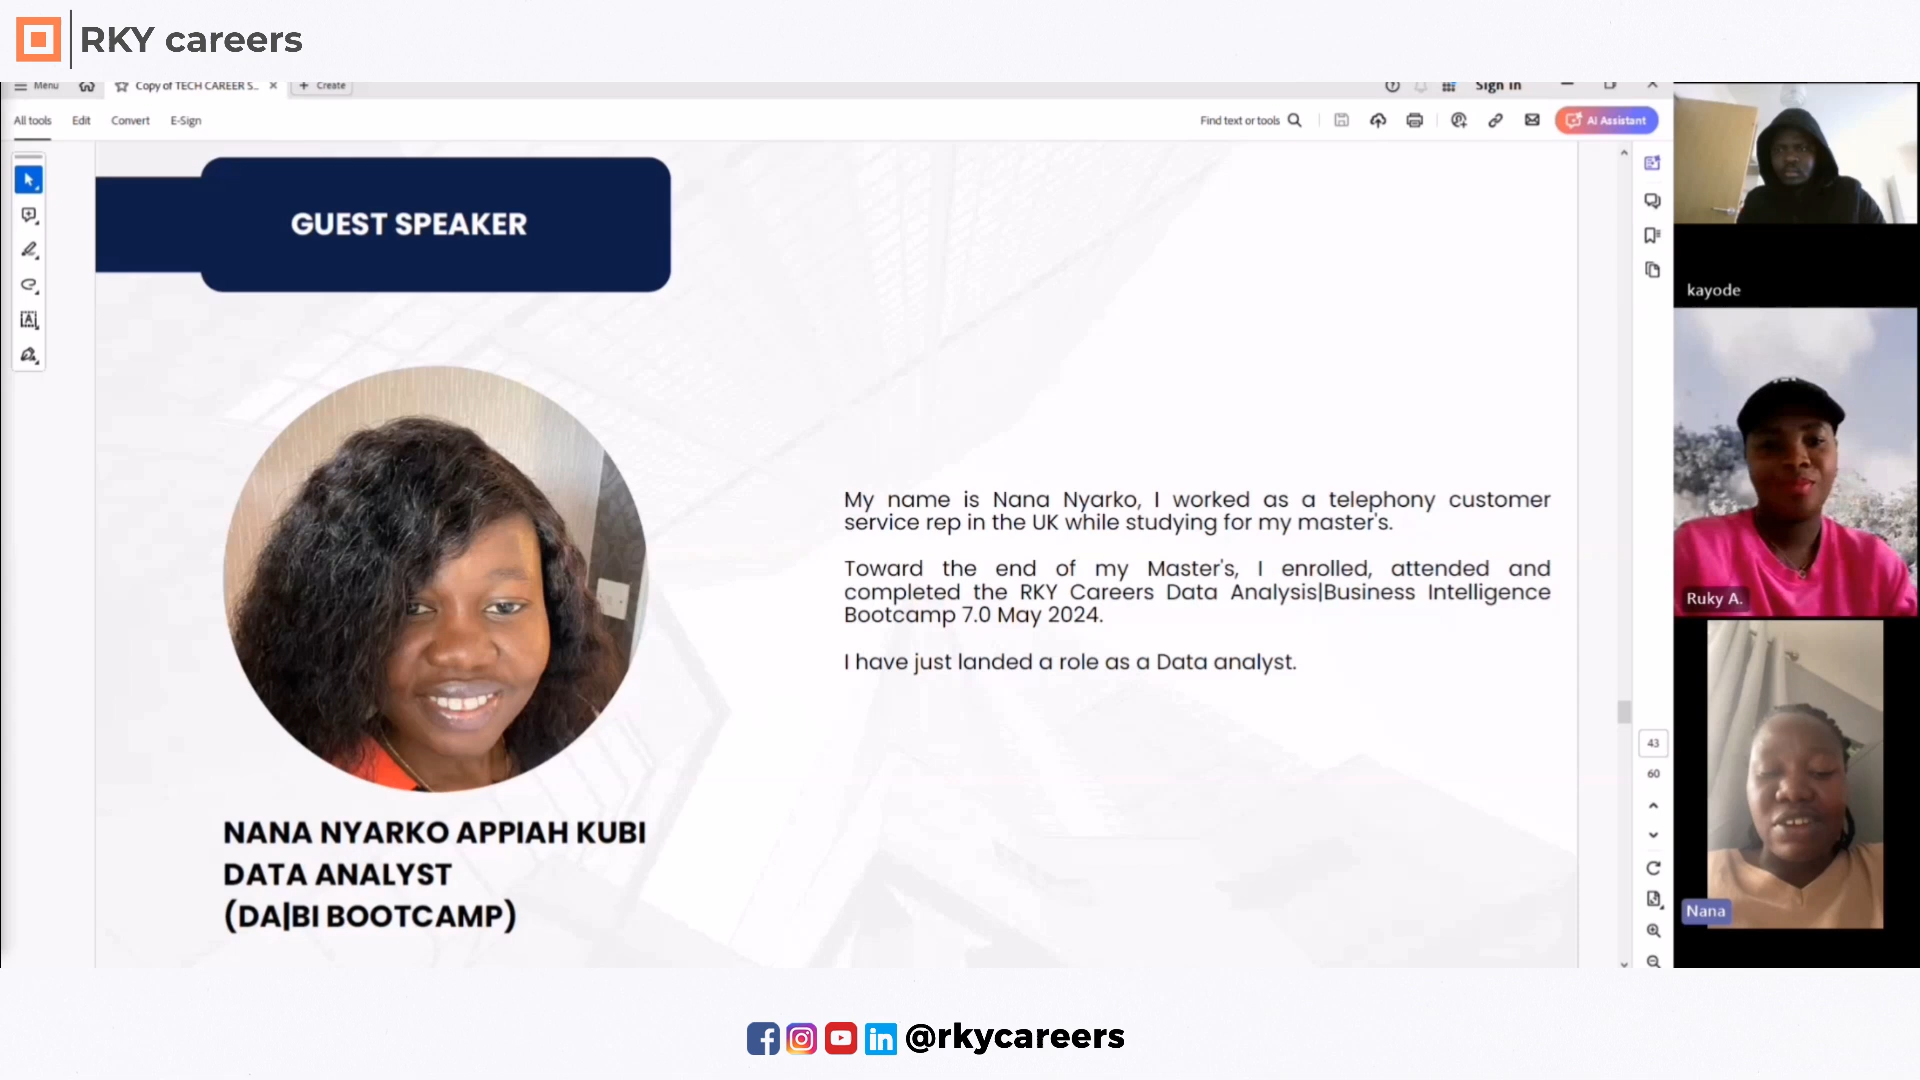 RKY careers
Menu
Copy of TECH CAREER S...
Create
Sign in
All tools
Edit
Convert
E-Sign
Find text or tools
AI Assistant
GUEST SPEAKER
My name is Nana Nyarko, I worked as a telephony customer
service rep in the UK while studying for my master's.
Toward the end of my Master's, I enrolled, attended and
completed the RKY Careers Data Analysis|Business Intelligence
Bootcamp 7.0 May 2024.
I have just landed a role as a Data analyst.
NANA NYARKO APPIAH KUBI
DATA ANALYST
(DA|BI BOOTCAMP)
43
60
kayode
Ruky A.
Nana
@rkycareers